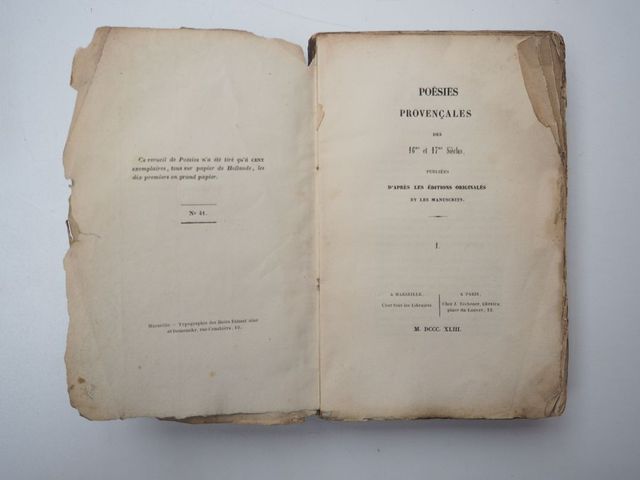 Ce recueil de Poésies n'a été tiré qu'à CENT
exemplaires, tous sur papier de Hollande, les
dix premiers en grand papier.
No 41.
Marseille. — Typographie des Hoirs Feissat aîné
et Demonchy, rue Canebière, 19.
POÉSIES
PROVENÇALES
DES
16mes et 17mes Siècles,
PUBLIÉES
D'APRÈS LES ÉDITIONS ORIGINALES
ET LES MANUSCRITS.
I.
A MARSEILLE,
Chez tous les Libraires
A PARIS,
Chez J. Techener, Libraire,
place du Louvre, 12.
M. DCCC. XLIII.